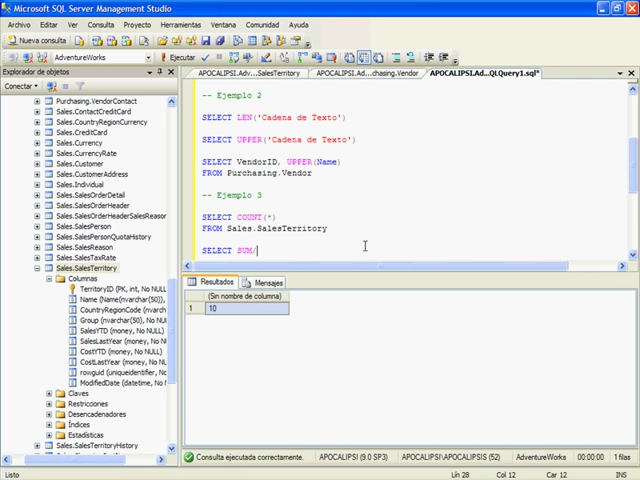 Microsoft SQL Server Management Studio
Archivo Editar Ver Consulta Proyecto Herramientas Ventana Comunidad Ayuda
Nueva consulta
AdventureWorks Ejecutar
Explorador de objetos
Conectar
Purchasing.VendorContact
Sales.ContactCreditCard
Sales.CountryRegionCurrency
Sales.CreditCard
Sales.Currency
Sales.CurrencyRate
Sales.Customer
Sales.CustomerAddress
Sales.Individual
Sales.SalesOrderDetail
Sales.SalesOrderHeader
Sales.SalesOrderHeaderSalesReason
Sales.SalesPerson
Sales.SalesPersonQuotaHistory
Sales.SalesReason
Sales.SalesTaxRate
Sales.SalesTerritory
Columnas
TerritoryID (PK, int, No NULL)
Name (Name(nvarchar(50)),
CountryRegionCode (nvarchar
Group (nvarchar(50), No NULL)
SalesYTD (money, No NULL)
SalesLastYear (money, No NULL)
CostYTD (money, No NULL)
CostLastYear (money, No NULL)
rowguid (uniqueidentifier, No
ModifiedDate (datetime, No N
Claves
Restricciones
Desencadenadores
Índices
Estadísticas
Sales.SalesTerritoryHistory
APOCALIPSI.Adv...SalesTerritory APOCALIPSI.Ad...chasing.Vendor APOCALIPSI.Ad...QLQuery1.sql*
-- Ejemplo 2
SELECT LEN('Cadena de Texto')
SELECT UPPER('Cadena de Texto')
SELECT VendorID, UPPER(Name)
FROM Purchasing.Vendor
-- Ejemplo 3
SELECT COUNT(*)
FROM Sales.SalesTerritory
SELECT SUM/
Resultados Mensajes
(Sin nombre de columna)
1 10
Consulta ejecutada correctamente. APOCALIPSI (9.0 SP3) APOCALIPSI\APOCALIPSIS (52) AdventureWorks 00:00:00 1 filas
Listo Lín 28 Col 12 Car 12 INS